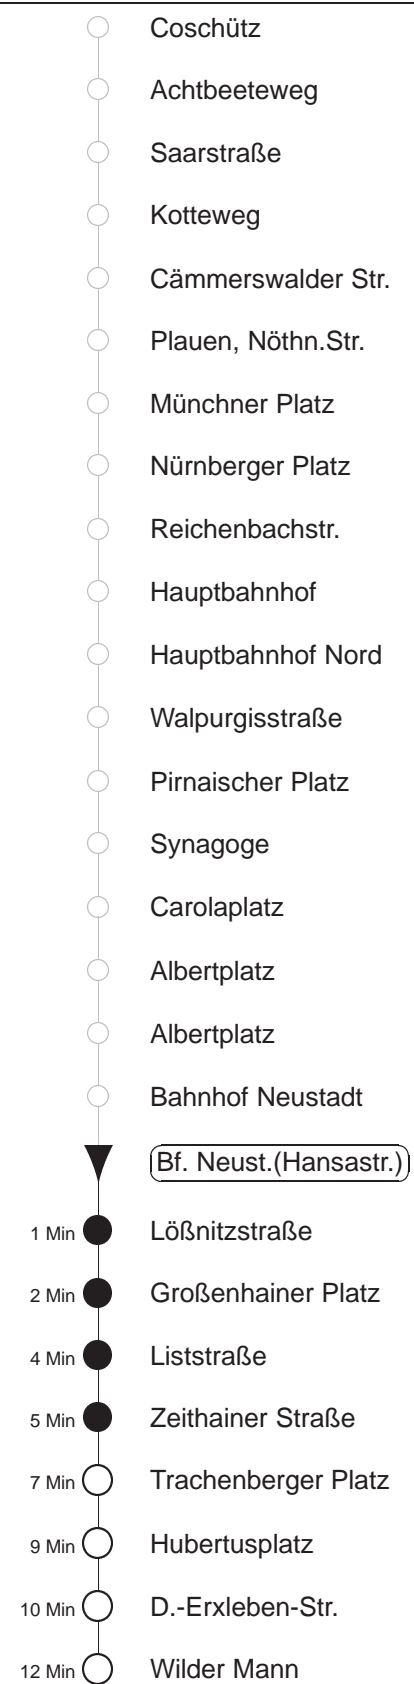 Coschütz
Achtbeeteweg
Saarstraße
Kotteweg
Cämmerswalder Str.
Plauen, Nöthn.Str.
Münchner Platz
Nürnberger Platz
Reichenbachstr.
Hauptbahnhof
Hauptbahnhof Nord
Walpurgisstraße
Pirnaischer Platz
Synagoge
Carolaplatz
Albertplatz
Albertplatz
Bahnhof Neustadt
Bf. Neust.(Hansastr.)
1 Min Lößnitzstraße
2 Min Großenhainer Platz
4 Min Liststraße
5 Min Zeithainer Straße
7 Min Trachenberger Platz
9 Min Hubertusplatz
10 Min D.-Erxleben-Str.
12 Min Wilder Mann